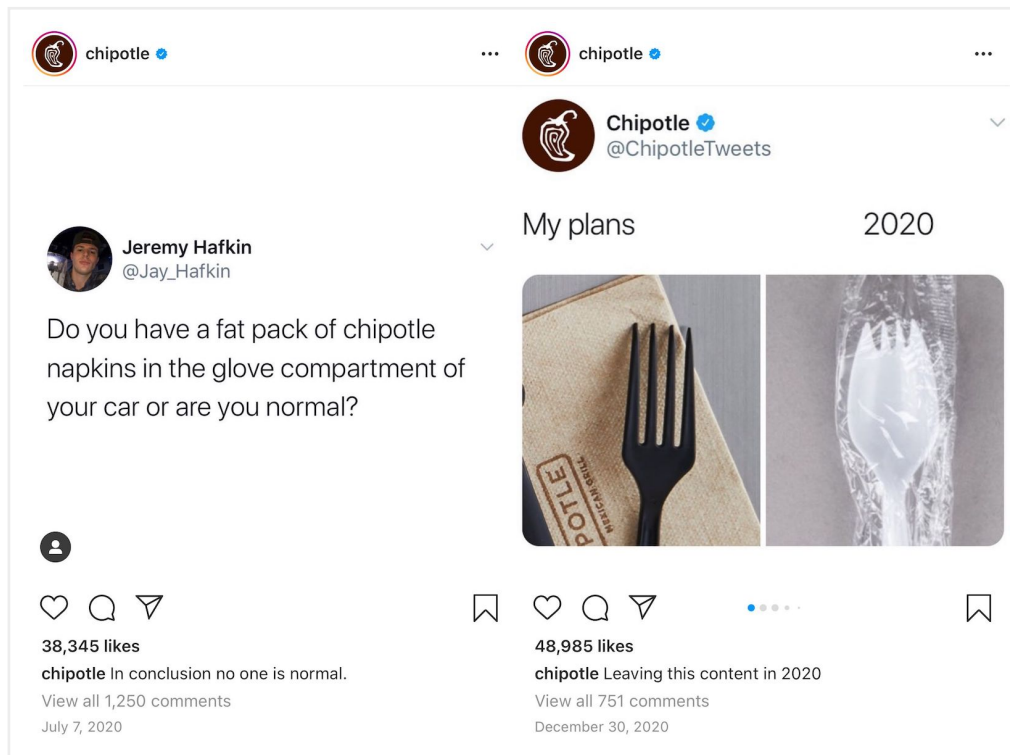 chipotle
Jeremy Hafkin
@Jay_Hafkin
Do you have a fat pack of chipotle
napkins in the glove compartment of
your car or are you normal?
38,345 likes
chipotle In conclusion no one is normal.
View all 1,250 comments
July 7, 2020
chipotle
Chipotle
@ChipotleTweets
My plans 2020
POTLE
MEXICAN GRILL
48,985 likes
chipotle Leaving this content in 2020
View all 751 comments
December 30, 2020